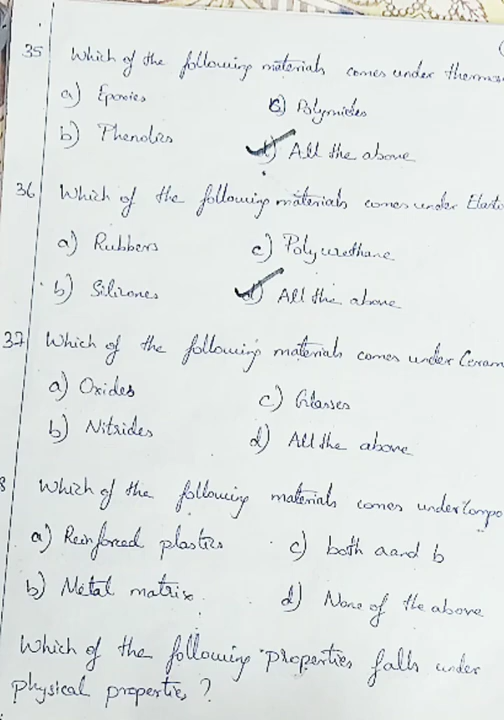 35 Which of the following materials comes under
a) Epoxies c) Polymides
b) Phenolics d) All the above
36 Which of the following materials comes under Elasto
a) Rubbers c) Polyurethane
b) Silicones d) All the above
37 Which of the following materials comes under Ceram
a) Oxides c) Glasses
b) Nitrides d) All the above
8 Which of the following materials comes under Compo
a) Reinforced plastics c) both a and b
b) Metal matrix d) None of the above
Which of the following properties falls under
physical properties ?